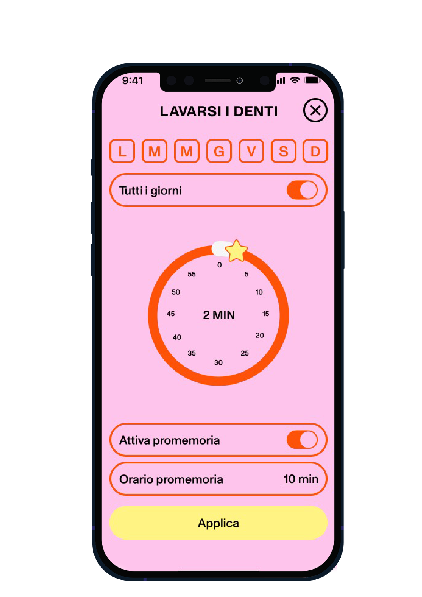 9:41
LAVARSI I DENTI
L M M G V S D
Tutti i giorni
0
55 5
50 10
45 2 MIN 15
40 20
35 25
30
Attiva promemoria
Orario promemoria 10 min
Applica